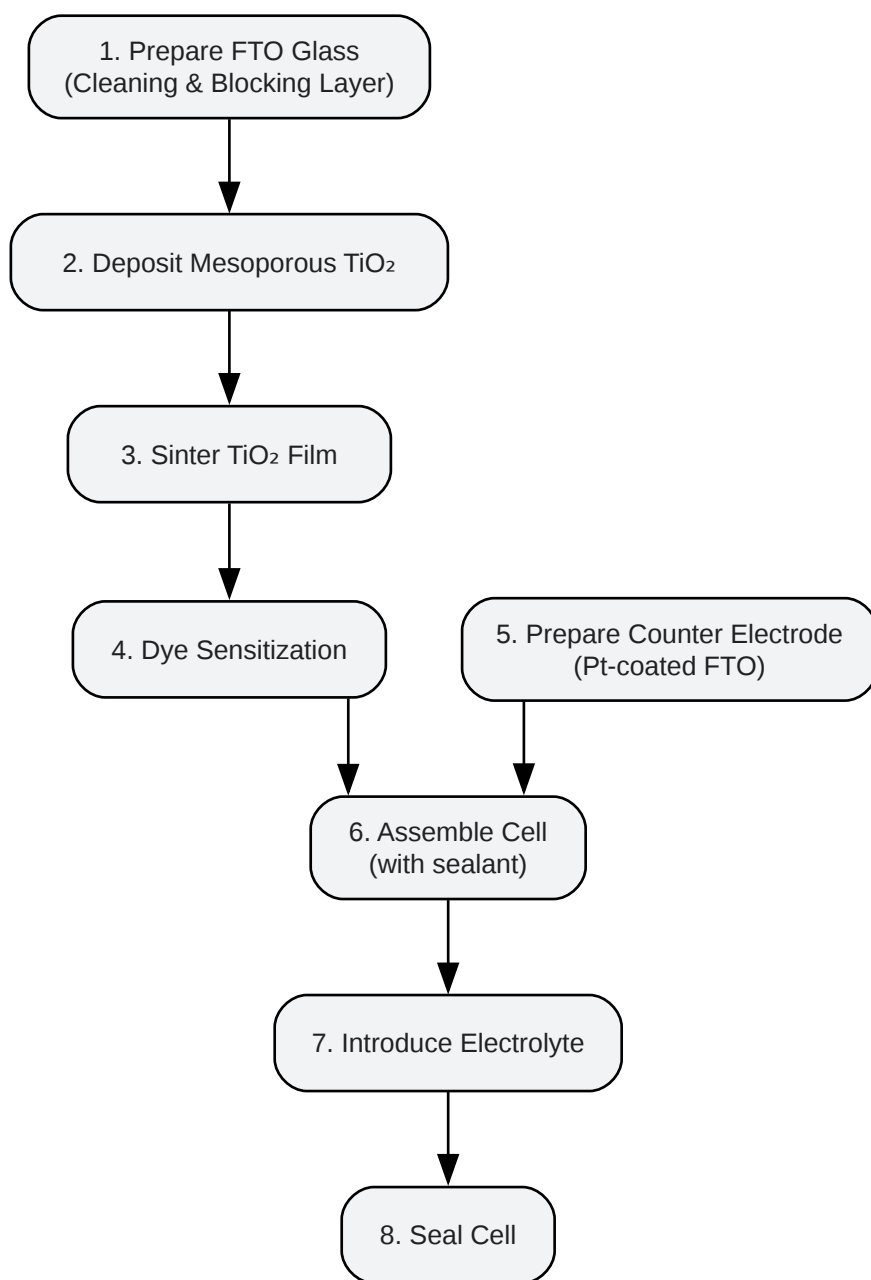 1. Prepare FTO Glass
(Cleaning & Blocking Layer)
2. Deposit Mesoporous TiO₂
3. Sinter TiO₂ Film
4. Dye Sensitization
5. Prepare Counter Electrode
(Pt-coated FTO)
6. Assemble Cell
(with sealant)
7. Introduce Electrolyte
8. Seal Cell